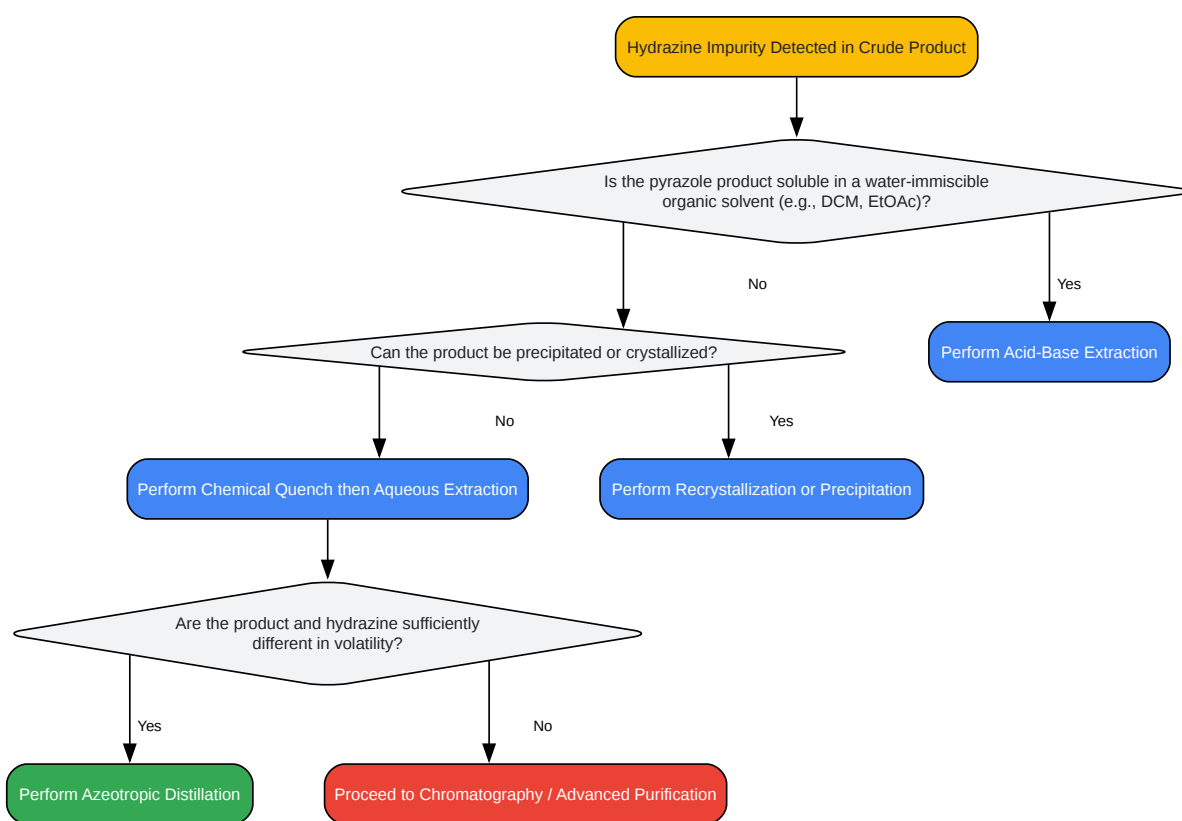 Hydrazine Impurity Detected in Crude Product
Is the pyrazole product soluble in a water-immiscible
organic solvent (e.g., DCM, EtOAc)?
No
Yes
Can the product be precipitated or crystallized?
Perform Acid-Base Extraction
No
Yes
Perform Chemical Quench then Aqueous Extraction
Perform Recrystallization or Precipitation
Are the product and hydrazine sufficiently
different in volatility?
Yes
No
Perform Azeotropic Distillation
Proceed to Chromatography / Advanced Purification